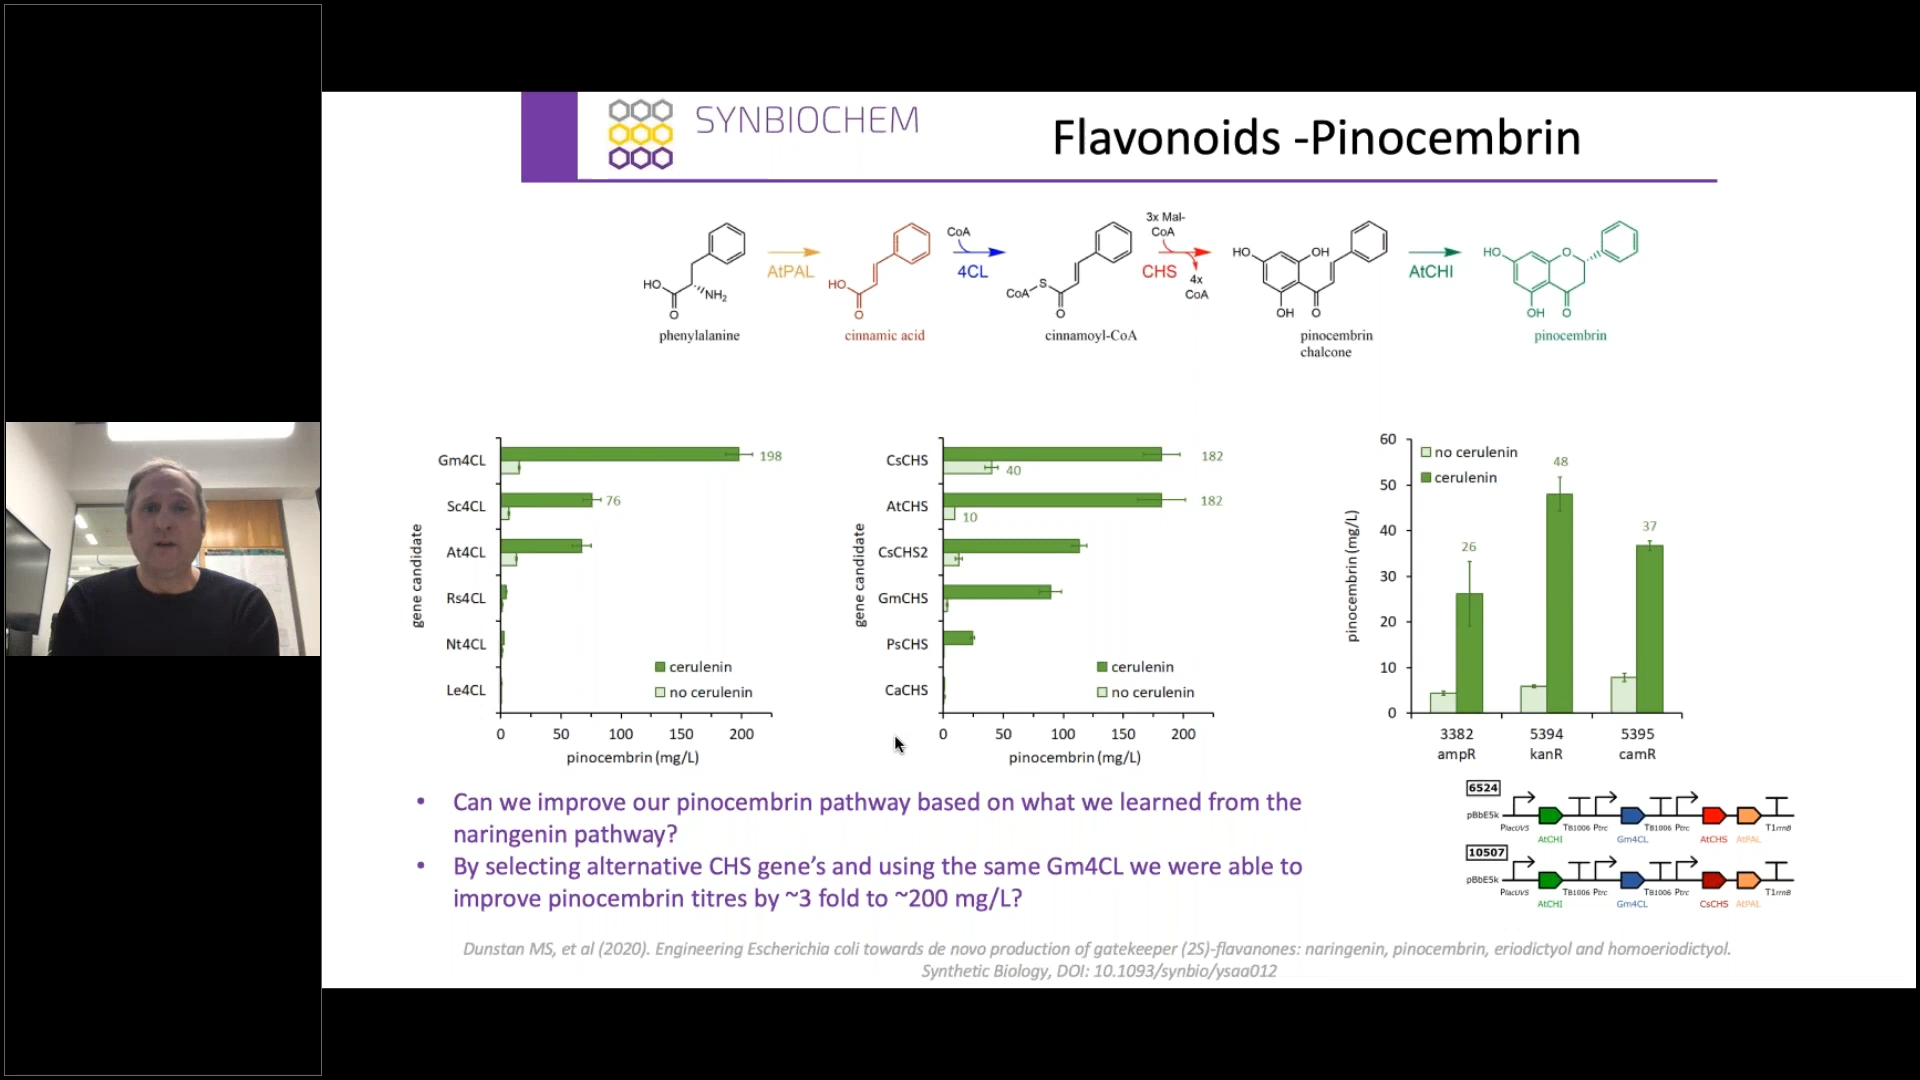 SYNBIOCHEM
Flavonoids -Pinocembrin
HO
O
NH2
phenylalanine
AtPAL
HO
O
cinnamic acid
CoA
4CL
CoA
S
O
cinnamoyl-CoA
3x Mal-
CoA
CHS
4x
CoA
HO
OH
OH
O
pinocembrin
chalcone
AtCHI
HO
O
OH
O
pinocembrin
gene candidate
Gm4CL
198
Sc4CL
76
At4CL
Rs4CL
Nt4CL
Le4CL
cerulenin
no cerulenin
0 50 100 150 200
pinocembrin (mg/L)
gene candidate
CsCHS
182
40
AtCHS
182
10
CsCHS2
GmCHS
PsCHS
CaCHS
cerulenin
no cerulenin
0 50 100 150 200
pinocembrin (mg/L)
pinocembrin (mg/L)
60
50
40
30
20
10
0
no cerulenin
cerulenin
26
48
37
3382 5394 5395
ampR kanR camR
6524
pBbE5k
PlacUV5 TB1006 Ptrc TB1006 Ptrc T1rrnB
AtCHI Gm4CL AtCHS AtPAL
10507
pBbE5k
PlacUV5 TB1006 Ptrc TB1006 Ptrc T1rrnB
AtCHI Gm4CL CsCHS AtPAL
• Can we improve our pinocembrin pathway based on what we learned from the
naringenin pathway?
• By selecting alternative CHS gene’s and using the same Gm4CL we were able to
improve pinocembrin titres by ~3 fold to ~200 mg/L?
Dunstan MS, et al (2020). Engineering Escherichia coli towards de novo production of gatekeeper (2S)-flavanones: naringenin, pinocembrin, eriodictyol and homoeriodictyol.
Synthetic Biology, DOI: 10.1093/synbio/ysaa012